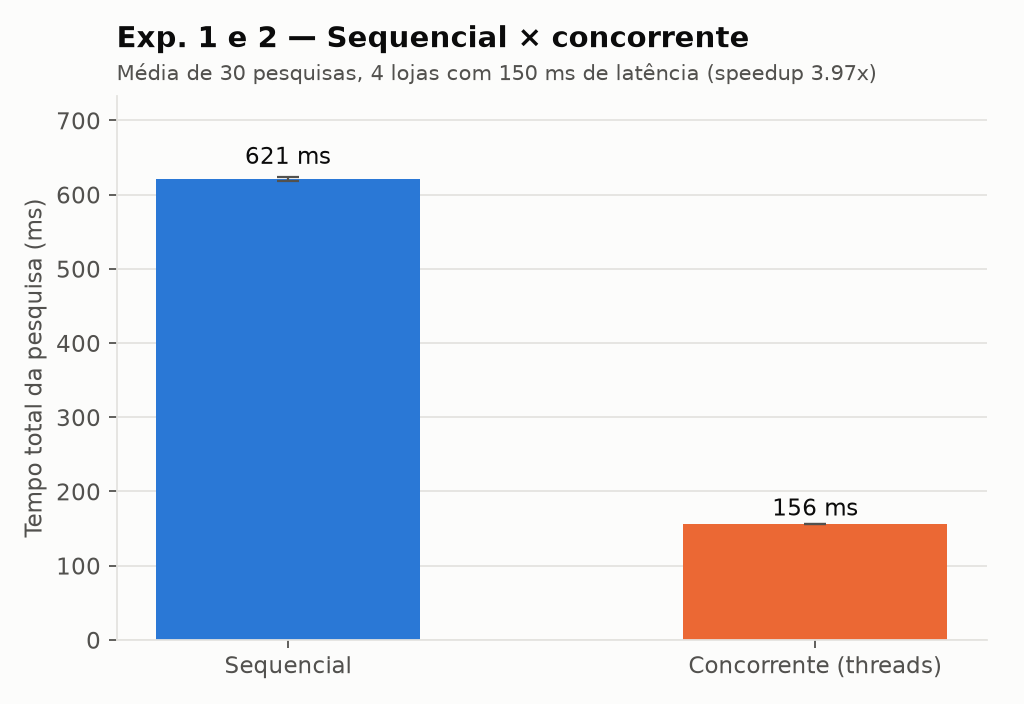 Exp. 1 e 2 — Sequencial × concorrente
Média de 30 pesquisas, 4 lojas com 150 ms de latência (speedup 3.97x)
Tempo total da pesquisa (ms)
700
600
500
400
300
200
100
0
621 ms
156 ms
Sequencial
Concorrente (threads)